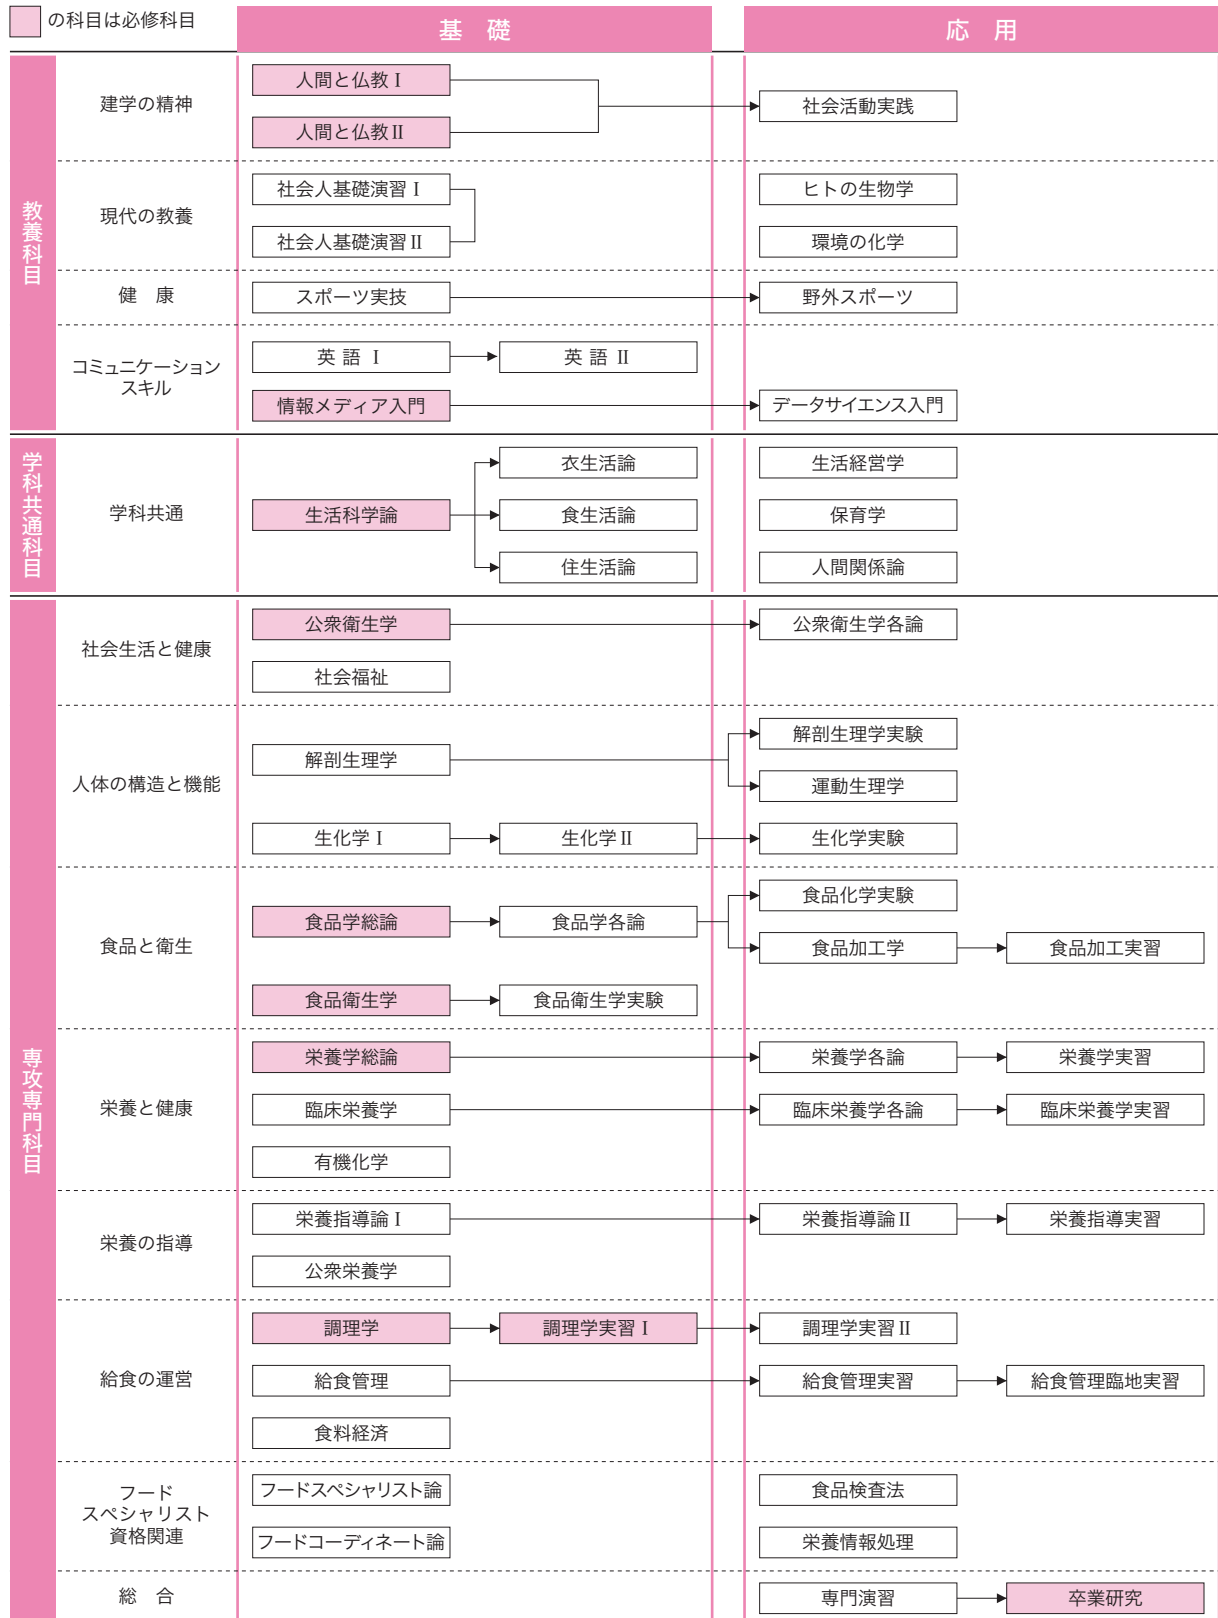 の科目は必修科目
基 礎
応 用
教養科目
建学の精神
人間と仏教 I
人間と仏教 II
社会活動実践
現代の教養
社会人基礎演習 I
社会人基礎演習 II
ヒトの生物学
環境の化学
健 康
スポーツ実技
野外スポーツ
コミュニケーション
スキル
英 語 I
英 語 II
情報メディア入門
データサイエンス入門
学科共通科目
学科共通
生活科学論
衣生活論
食生活論
住生活論
生活経営学
保育学
人間関係論
専攻専門科目
社会生活と健康
公衆衛生学
公衆衛生学各論
社会福祉
人体の構造と機能
解剖生理学
解剖生理学実験
運動生理学
生化学 I
生化学 II
生化学実験
食品と衛生
食品学総論
食品学各論
食品化学実験
食品加工学
食品加工実習
食品衛生学
食品衛生学実験
栄養と健康
栄養学総論
栄養学各論
栄養学実習
臨床栄養学
臨床栄養学各論
臨床栄養学実習
有機化学
栄養の指導
栄養指導論 I
栄養指導論 II
栄養指導実習
公衆栄養学
給食の運営
調理学
調理学実習 I
調理学実習 II
給食管理
給食管理実習
給食管理臨地実習
食料経済
フード
スペシャリスト
資格関連
フードスペシャリスト論
フードコーディネート論
食品検査法
栄養情報処理
総 合
専門演習
卒業研究